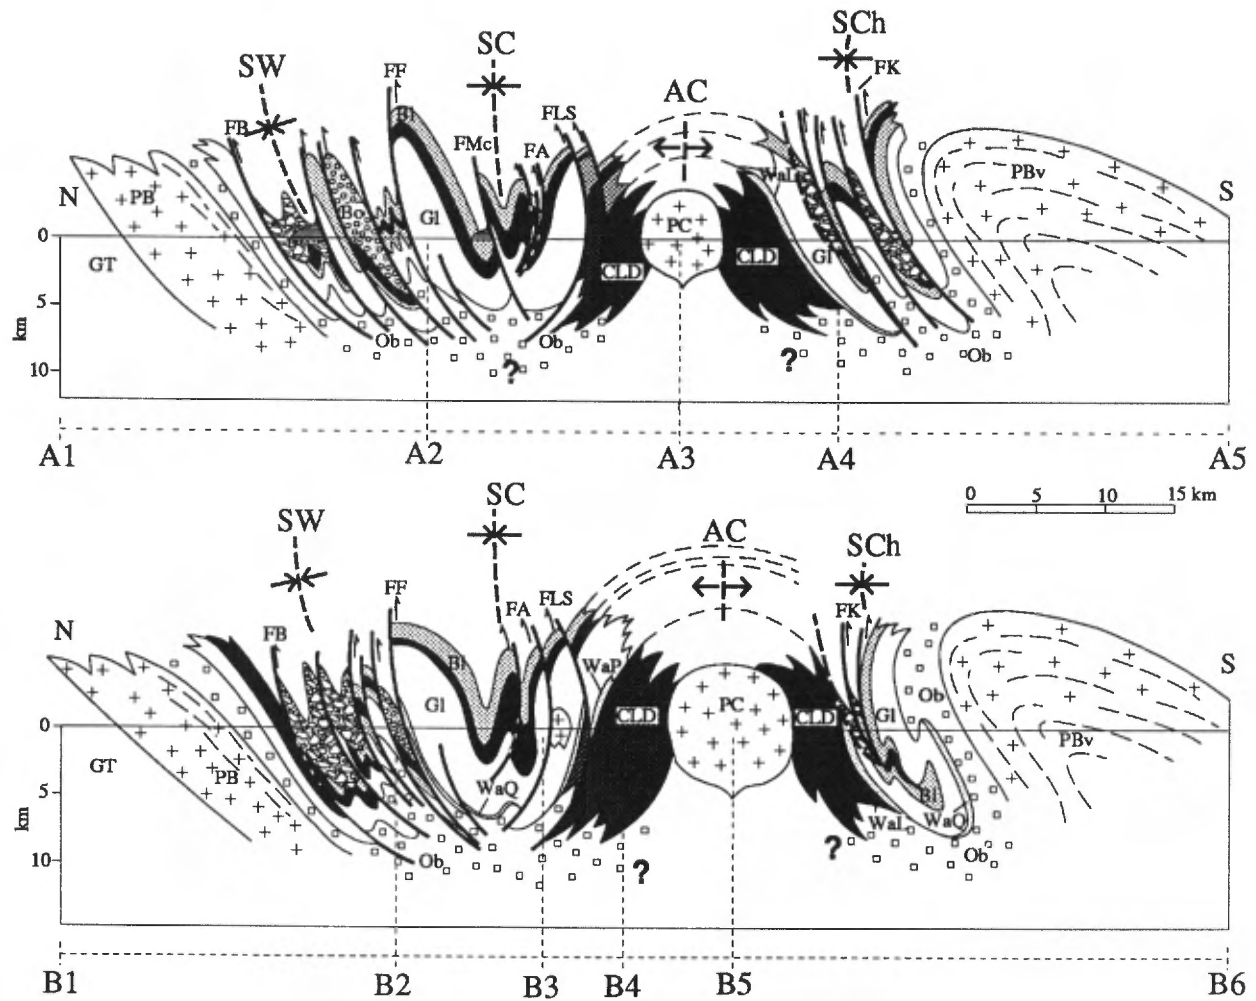 SCh
SC
SW
FF
FK
AC
FB
Bl
FMc
FA
FLS
N
PB
Bo
Gl
WaL
PC
PBv
S
0
GT
CLD
CLD
Gl
5
km
Ob
Ob
Ob
10
?
?
A1
A2
A3
A4
A5
0 5 10 15 km
SC
SW
AC
SCh
FF
FA
FLS
FK
N
FB
Bl
WaP
S
Gl
CLD
PC
CLD
Gl
Ob
PBv
0
GT
PB
WaQ
5
km
Bl
WaL
WaQ
Ob
Ob
10
?
?
B1
B2
B3
B4
B5
B6